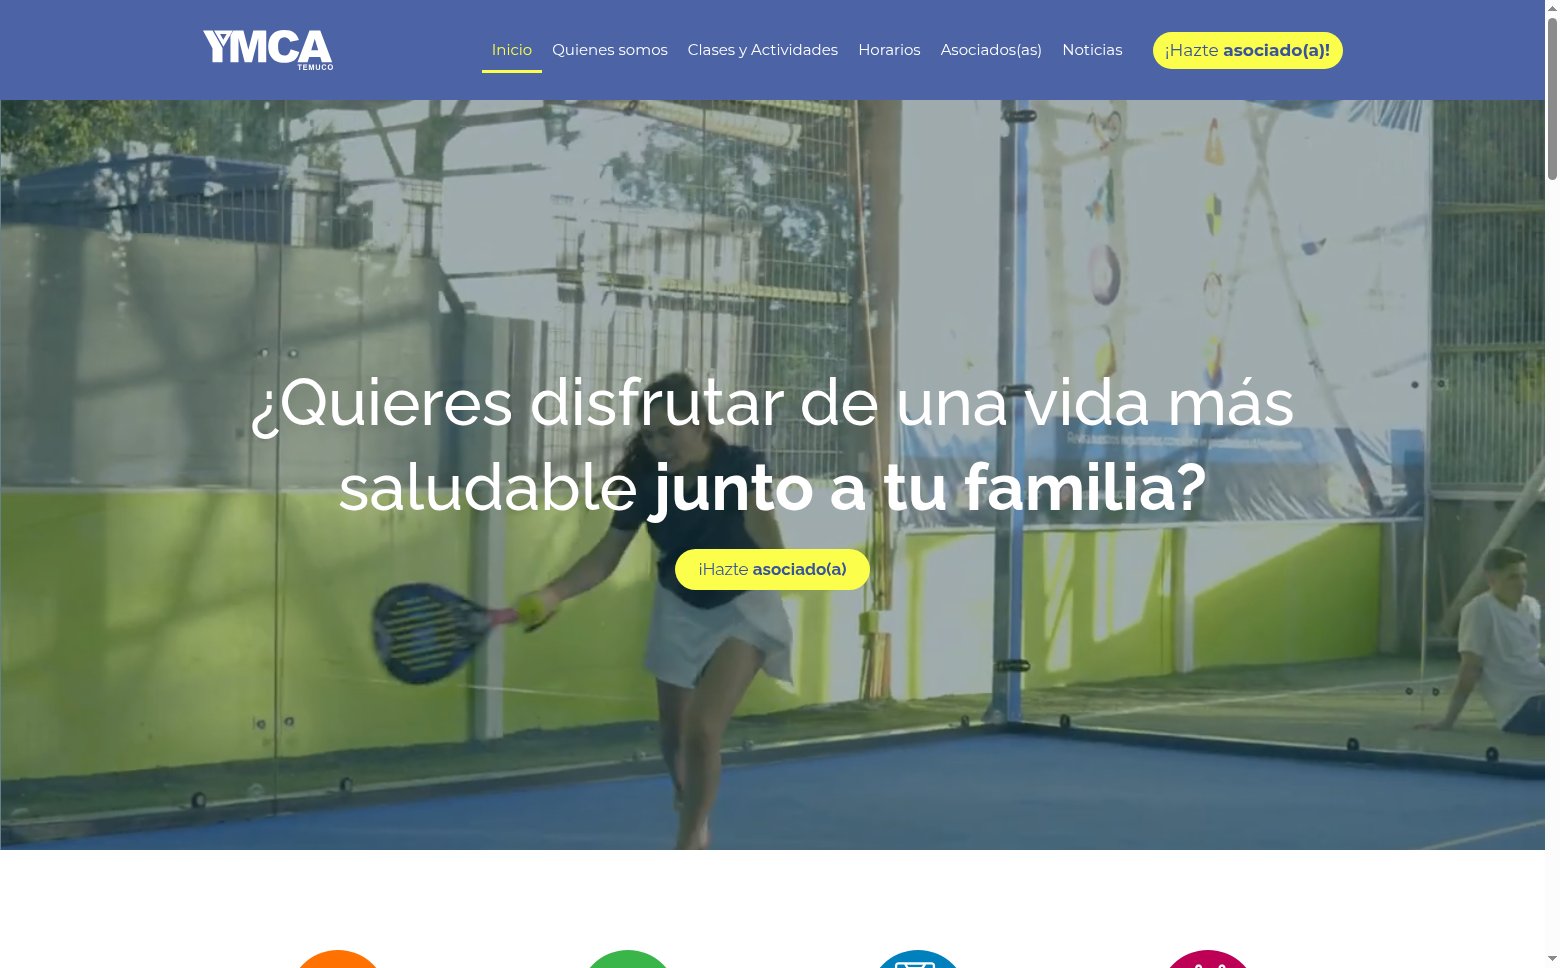 YMCA
TEMUCO
Inicio
Quienes somos
Clases y Actividades
Horarios
Asociados(as)
Noticias
¡Hazte asociado(a)!
¿Quieres disfrutar de una vida más
saludable junto a tu familia?
¡Hazte asociado(a)